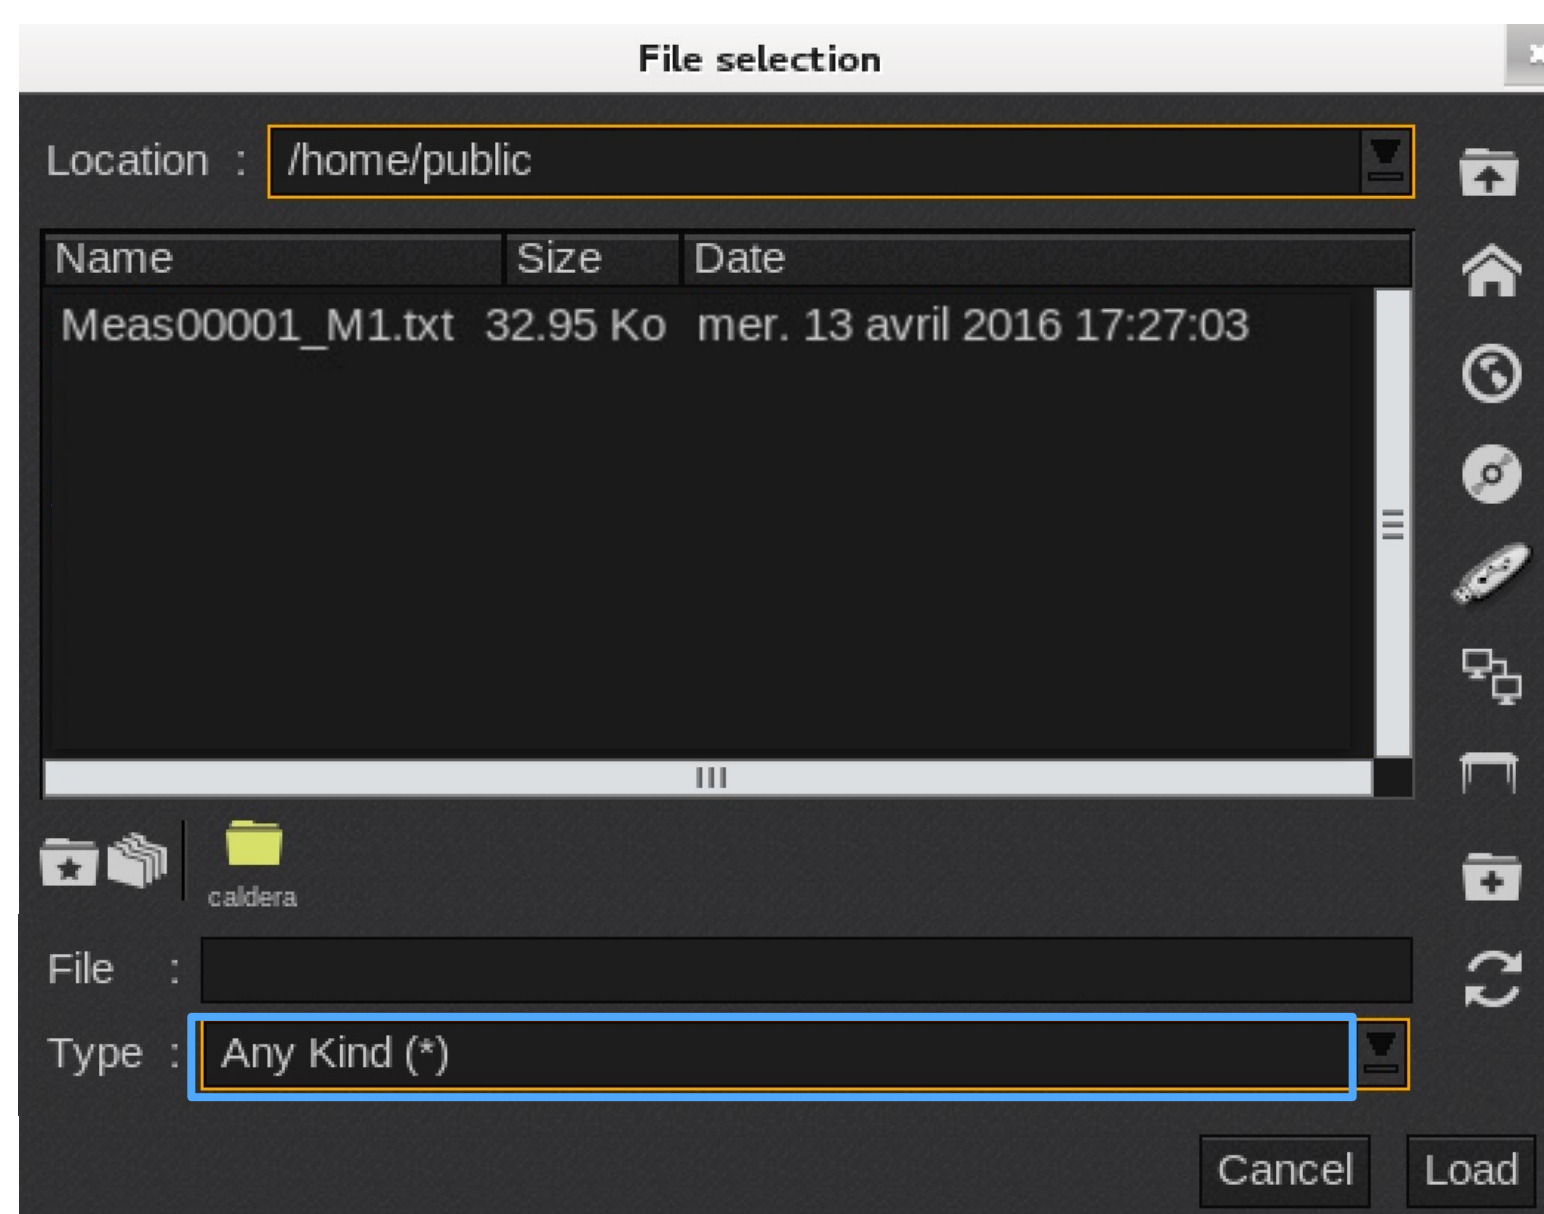 File selection
Location : /home/public
Name Size Date
Meas00001_M1.txt 32.95 Ko mer. 13 avril 2016 17:27:03
caldera
File :
Type : Any Kind (*)
Cancel Load